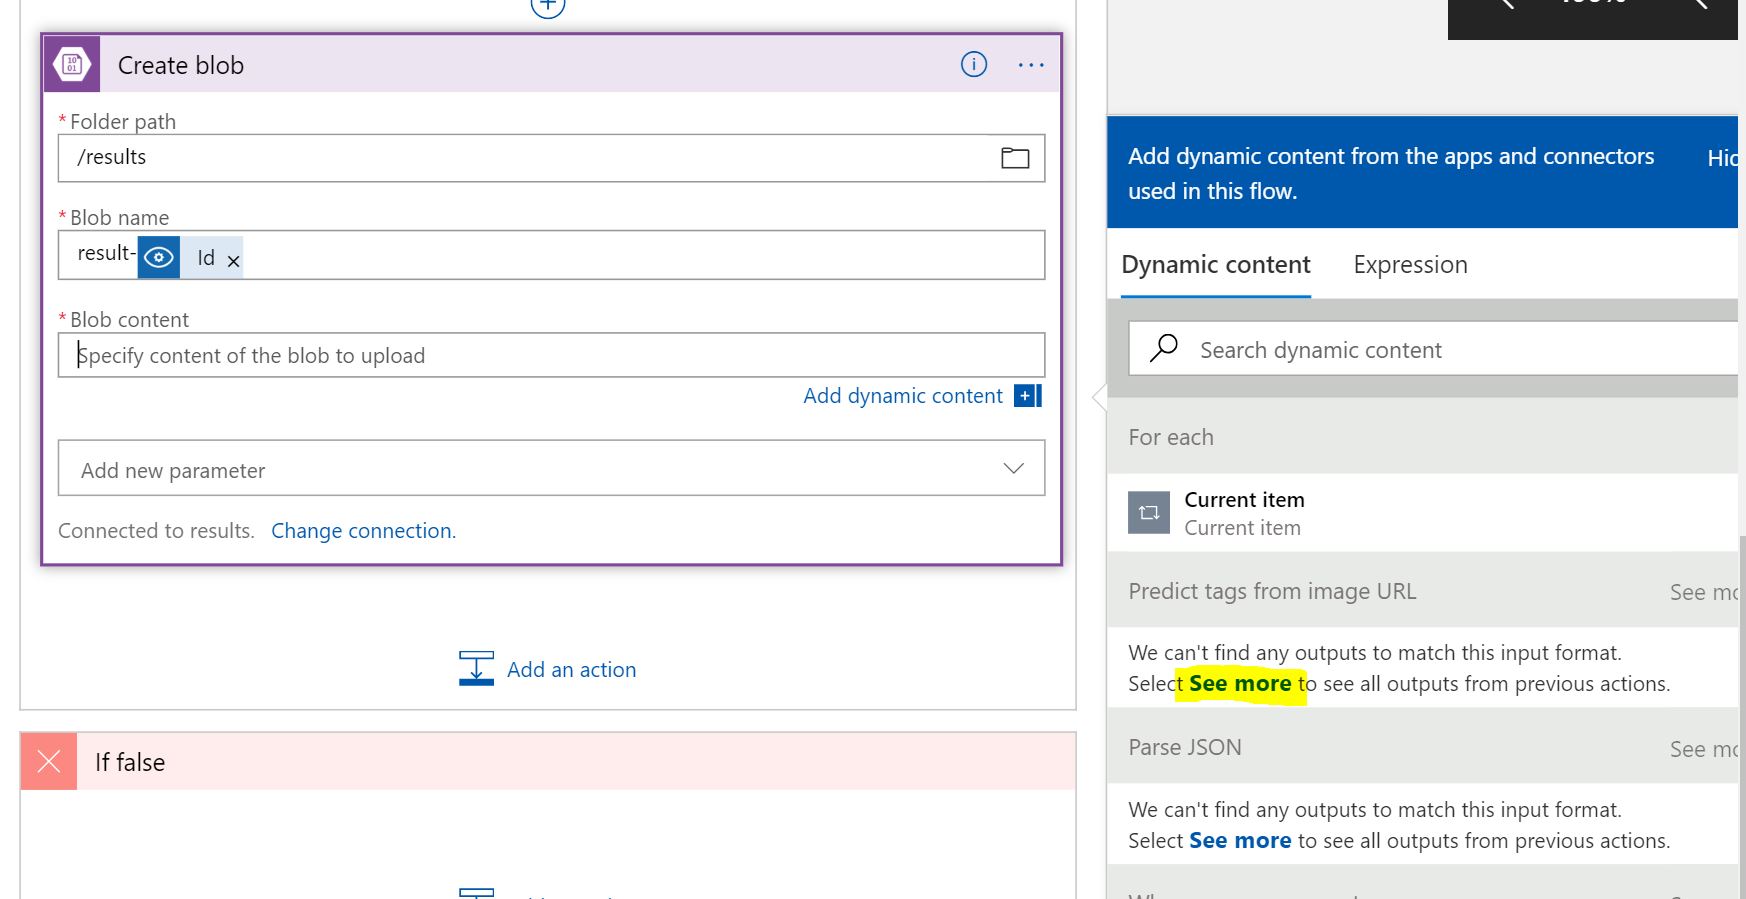 Create blob
* Folder path
/results
* Blob name
result- Id ×
* Blob content
Specify content of the blob to upload
Add dynamic content
Add new parameter
Connected to results. Change connection.
Add an action
If false
Add dynamic content from the apps and connectors
used in this flow.
Dynamic content Expression
Search dynamic content
For each
Current item
Current item
Predict tags from image URL See
We can't find any outputs to match this input format.
Select See more to see all outputs from previous actions.
Parse JSON See
We can't find any outputs to match this input format.
Select See more to see all outputs from previous actions.